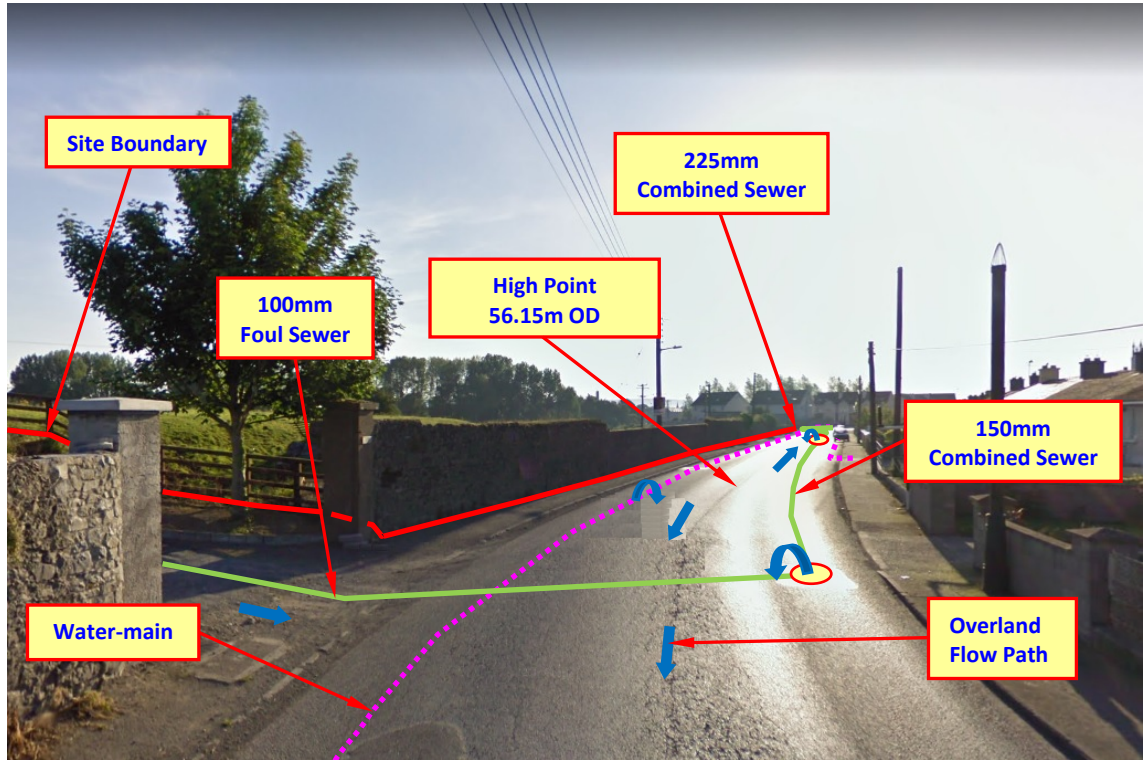 Site Boundary
225mm
Combined Sewer
100mm
Foul Sewer
High Point
56.15m OD
150mm
Combined Sewer
Water-main
Overland
Flow Path